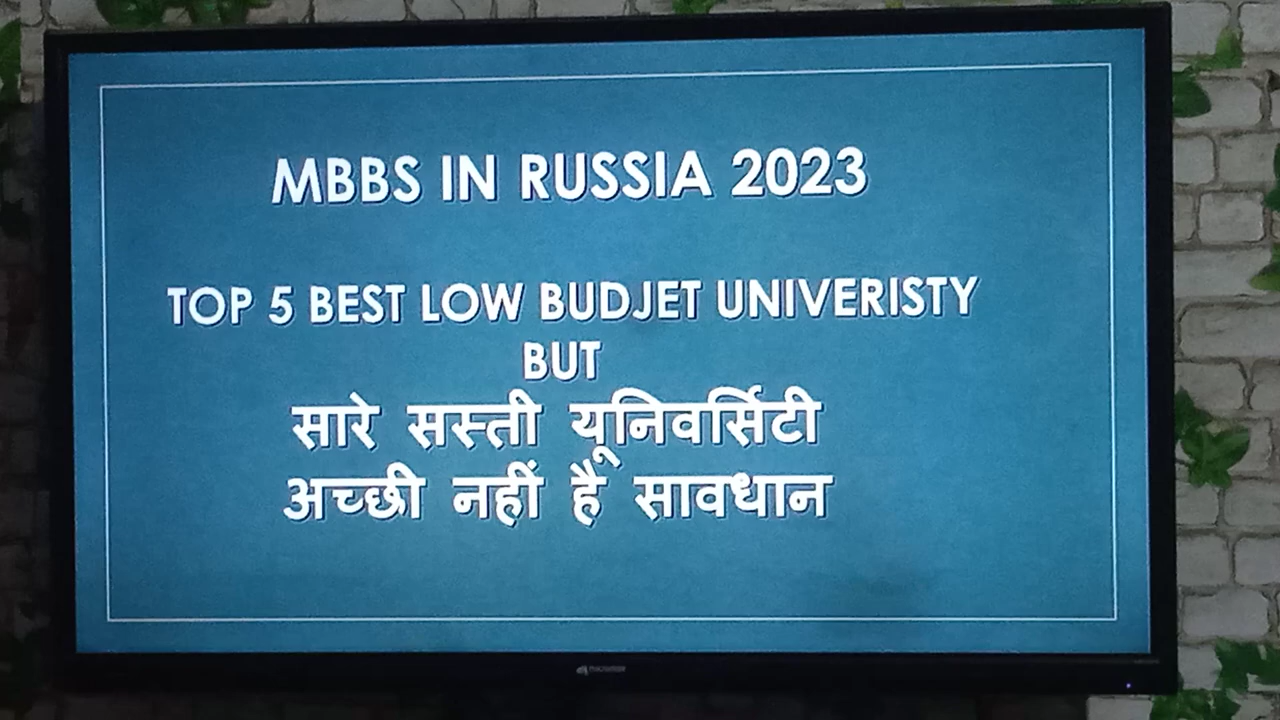 MBBS IN RUSSIA 2023
TOP 5 BEST LOW BUDJET UNIVERISTY
BUT
सारे सस्ती यूनिवर्सिटी
अच्छी नहीं है सावधान